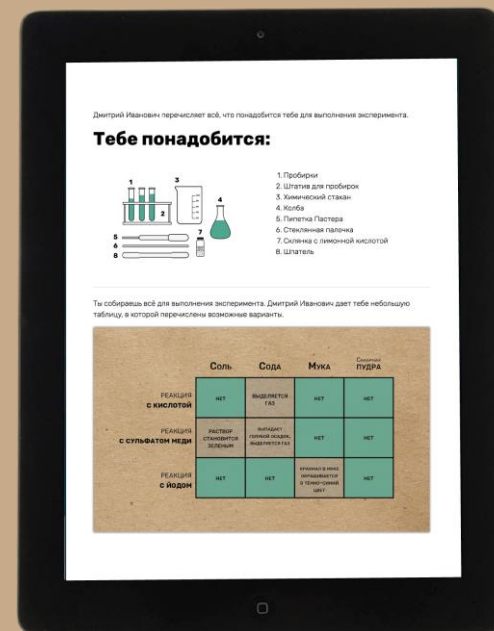 Дмитрий Иванович перечисляет всё, что понадобится тебе для выполнения эксперимента.
Тебе понадобится:
1
2
3
4
5
6
7
8
1. Пробирки
2. Штатив для пробирок
3. Химический стакан
4. Колба
5. Пипетка Пастера
6. Стеклянная палочка
7. Склянка с лимонной кислотой
8. Шпатель
Ты собираешь всё для выполнения эксперимента. Дмитрий Иванович дает тебе небольшую
таблицу, в которой перечислены возможные варианты.
Соль Сода Мука Сахарная
ПУДРА
РЕАКЦИЯ
С КИСЛОТОЙ
НЕТ
ВЫДЕЛЯЕТСЯ
ГАЗ
НЕТ
НЕТ
РЕАКЦИЯ
С СУЛЬФАТОМ МЕДИ
РАСТВОР
СТАНОВИТСЯ
ЗЕЛЕНЫМ
ВЫПАДАЕТ
ГОЛУБОЙ ОСАДОК,
ВЫДЕЛЯЕТСЯ ГАЗ
НЕТ
НЕТ
РЕАКЦИЯ
С ЙОДОМ
НЕТ
НЕТ
КРАХМАЛ В МУКЕ
ОКРАШИВАЕТСЯ
В ТЕМНО-СИНИЙ
ЦВЕТ
НЕТ